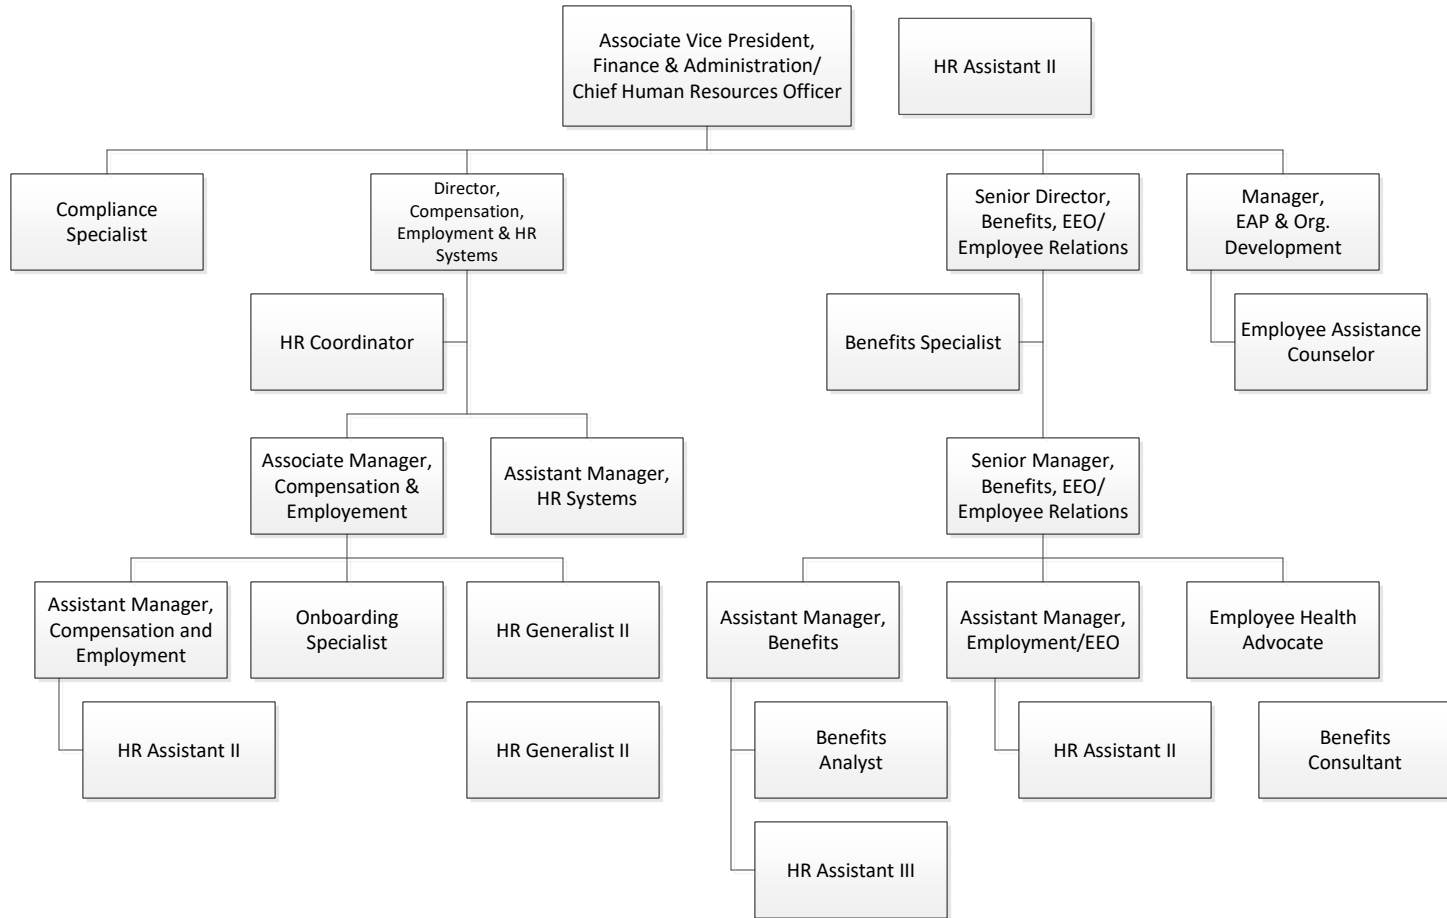 Associate Vice President,
Finance & Administration/
Chief Human Resources Officer
HR Assistant II
Compliance
Specialist
Director,
Compensation,
Employment & HR
Systems
Senior Director,
Benefits, EEO/
Employee Relations
Manager,
EAP & Org.
Development
HR Coordinator
Benefits Specialist
Employee Assistance
Counselor
Associate Manager,
Compensation &
Employement
Assistant Manager,
HR Systems
Senior Manager,
Benefits, EEO/
Employee Relations
Assistant Manager,
Compensation and
Employment
Onboarding
Specialist
HR Generalist II
Assistant Manager,
Benefits
Assistant Manager,
Employment/EEO
Employee Health
Advocate
HR Assistant II
HR Generalist II
Benefits
Analyst
HR Assistant II
Benefits
Consultant
HR Assistant III